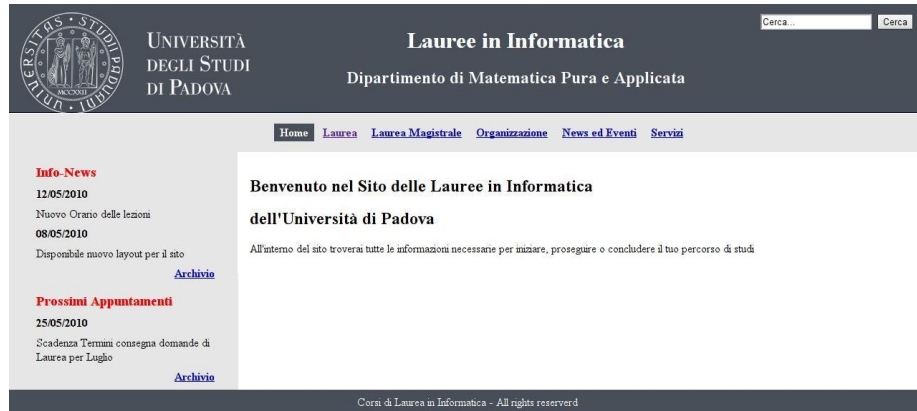 UNIVERSITÀ
DEGLI STUDI
DI PADOVA
UNIVERSITAS · STUDII PADUANI ·
MCCXXII
Lauree in Informatica
Dipartimento di Matematica Pura e Applicata
Cerca... Cerca
Home Laurea Laurea Magistrale Organizzazione News ed Eventi Servizi
Info-News
12/05/2010
Nuovo Orario delle lezioni
08/05/2010
Disponibile nuovo layout per il sito
Archivio
Prossimi Appuntamenti
25/05/2010
Scadenza Termini consegna domande di
Laurea per Luglio
Archivio
Benvenuto nel Sito delle Lauree in Informatica
dell'Università di Padova
All'interno del sito troverai tutte le informazioni necessarie per iniziare, proseguire o concludere il tuo percorso di studi
Corsi di Laurea in Informatica - All rights reserverd